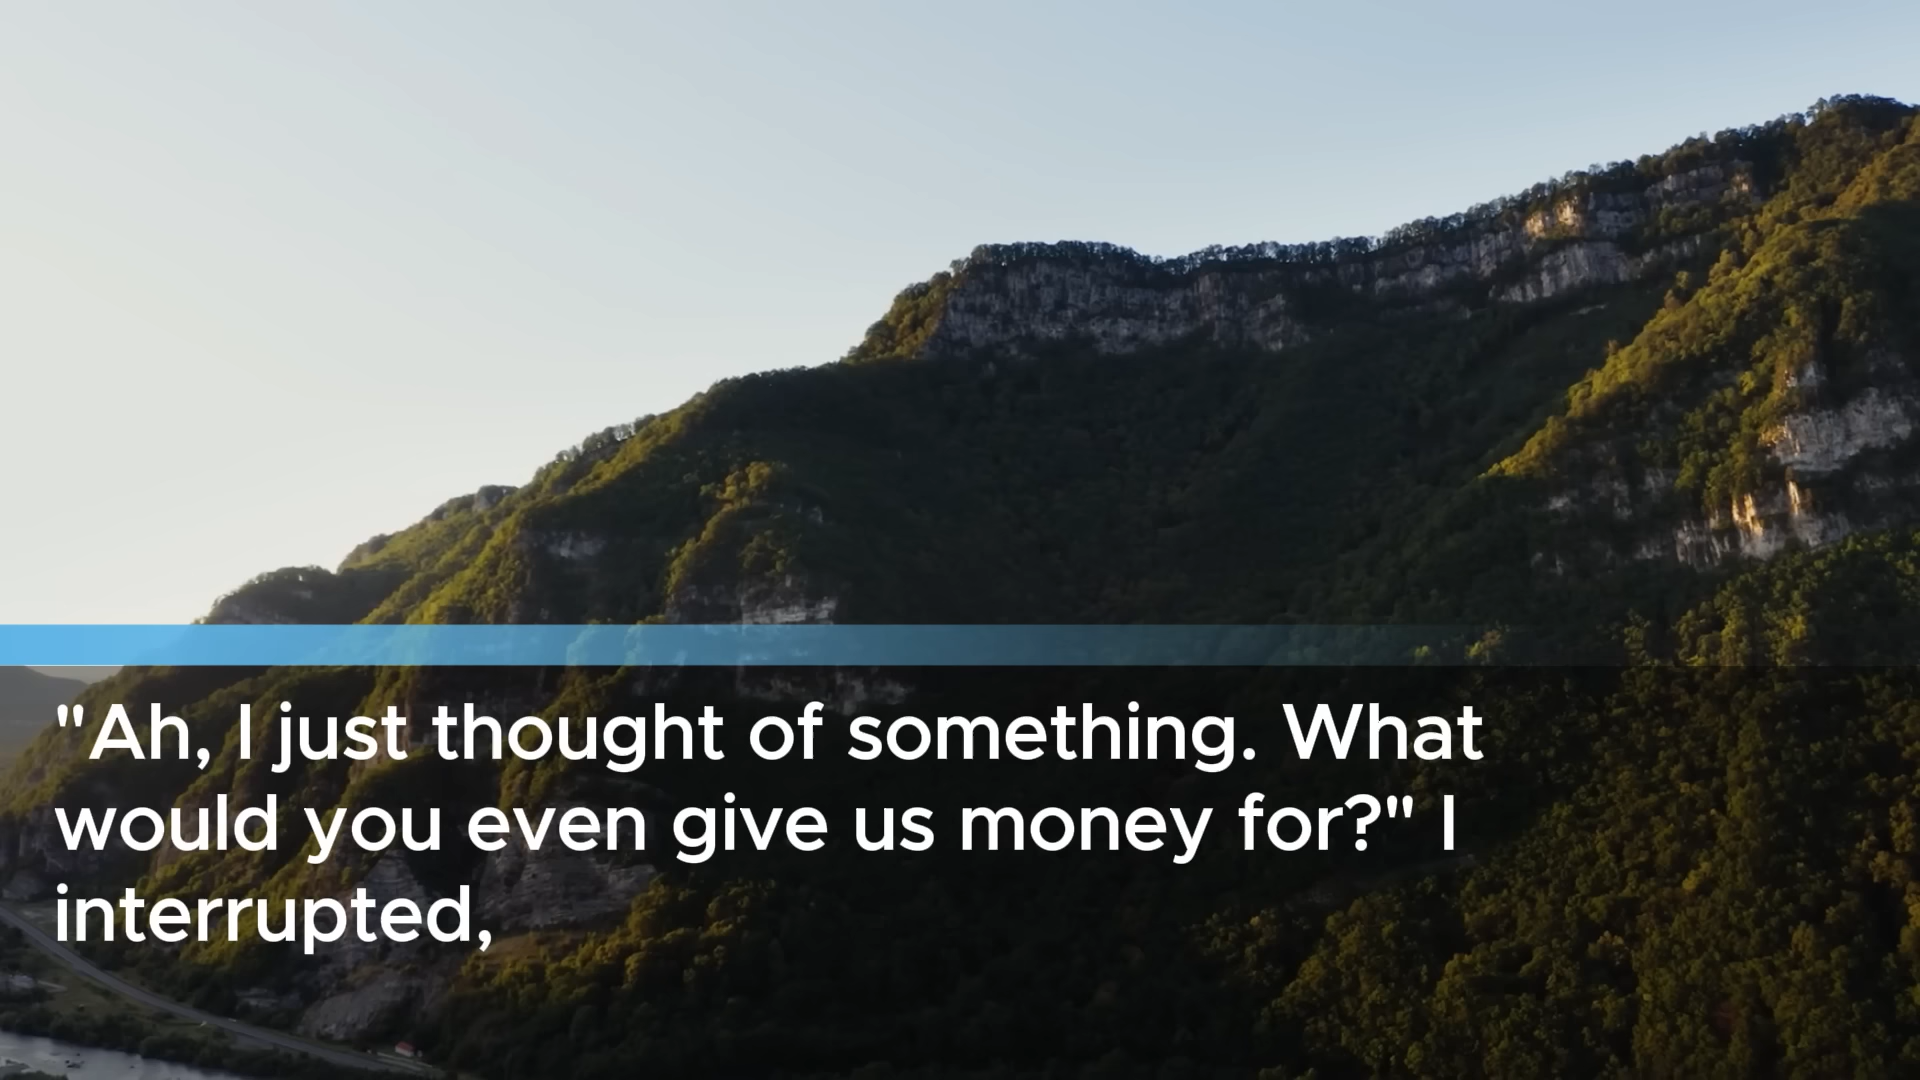 "Ah, I just thought of something. What
would you even give us money for?" I
interrupted,